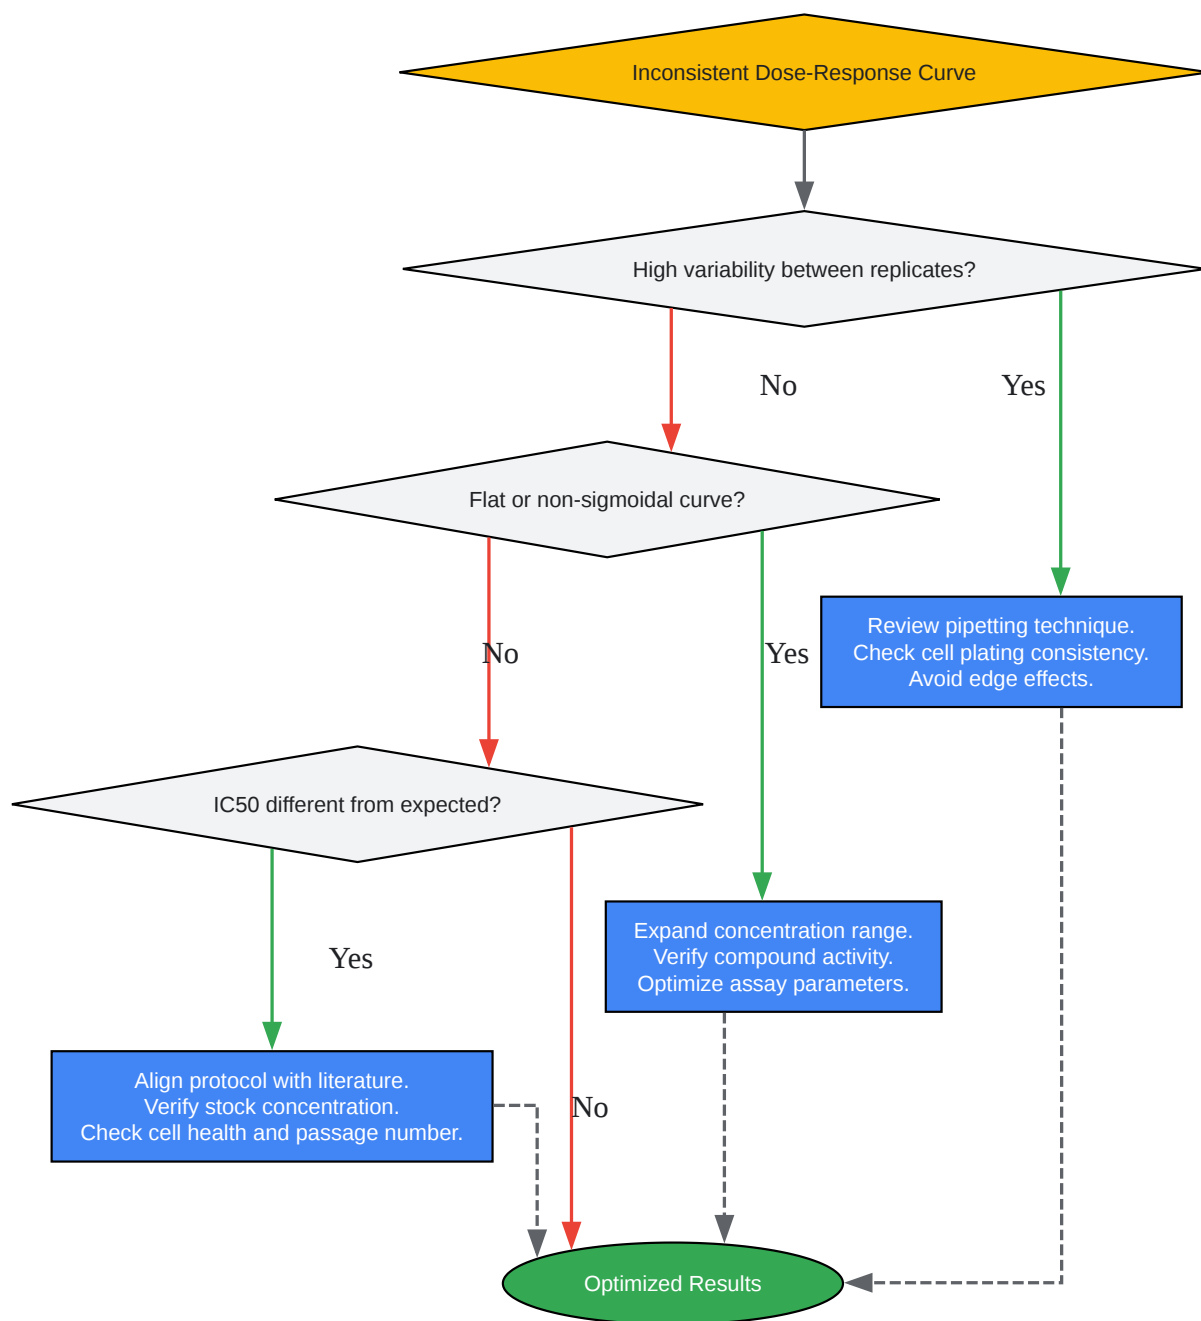 Inconsistent Dose-Response Curve
High variability between replicates?
No
Yes
Flat or non-sigmoidal curve?
No
Yes
Review pipetting technique.
Check cell plating consistency.
Avoid edge effects.
IC50 different from expected?
Yes
Expand concentration range.
Verify compound activity.
Optimize assay parameters.
Align protocol with literature.
Verify stock concentration.
Check cell health and passage number.
No
Optimized Results